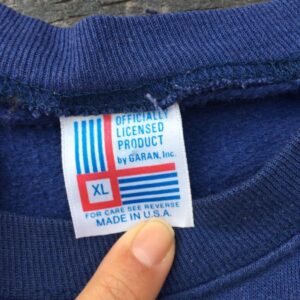 OFFICIALLY
LICENSED
PRODUCT
by GARAN, Inc.
XL
FOR CARE SEE REVERSE
MADE IN U.S.A.